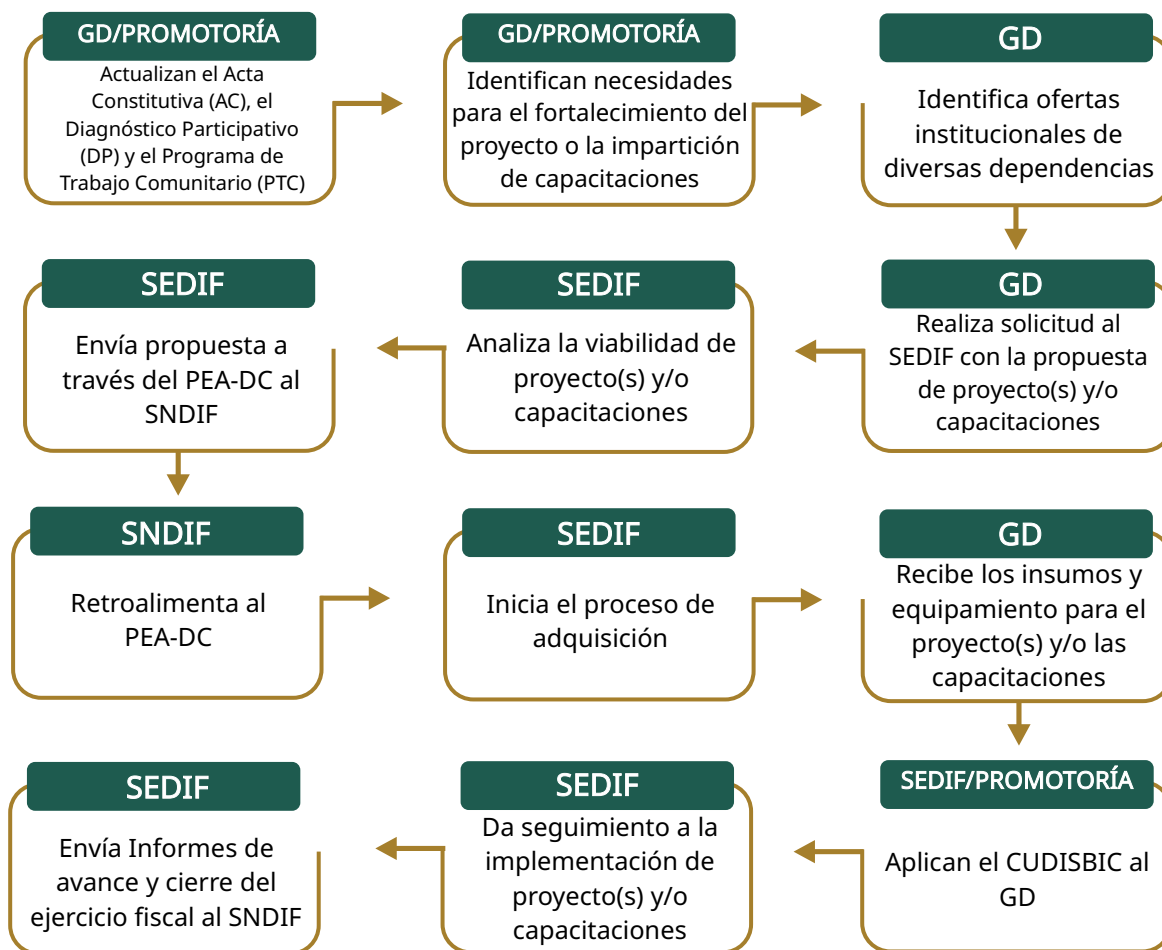 GD/PROMOTORÍA
Actualizan el Acta
Constitutiva (AC), el
Diagnóstico Participativo
(DP) y el Programa de
Trabajo Comunitario (PTC)
GD/PROMOTORÍA
Identifican necesidades
para el fortalecimiento del
proyecto o la impartición
de capacitaciones
GD
Identifica ofertas
institucionales de
diversas dependencias
GD
Realiza solicitud al
SEDIF con la propuesta
de proyecto(s) y/o
capacitaciones
SEDIF
Analiza la viabilidad de
proyecto(s) y/o
capacitaciones
SEDIF
Envía propuesta a
través del PEA-DC al
SNDIF
SNDIF
Retroalimenta al
PEA-DC
SEDIF
Inicia el proceso de
adquisición
GD
Recibe los insumos y
equipamiento para el
proyecto(s) y/o las
capacitaciones
SEDIF/PROMOTORÍA
Aplican el CUDISBIC al
GD
SEDIF
Da seguimiento a la
implementación de
proyecto(s) y/o
capacitaciones
SEDIF
Envía Informes de
avance y cierre del
ejercicio fiscal al SNDIF